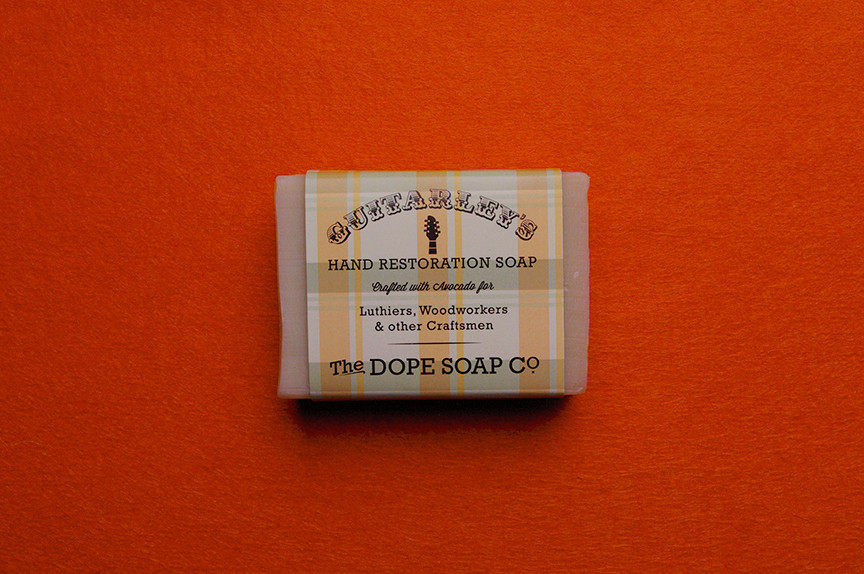 GUITARLEY'S
HAND RESTORATION SOAP
Crafted with Avocado for
Luthiers, Woodworkers
& other Craftsmen
The DOPE SOAP CO